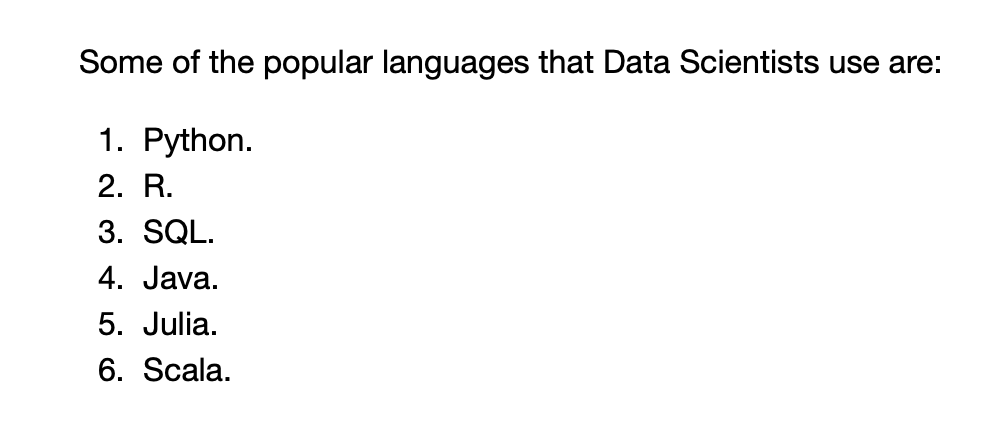 Some of the popular languages that Data Scientists use are:
1. Python.
2. R.
3. SQL.
4. Java.
5. Julia.
6. Scala.